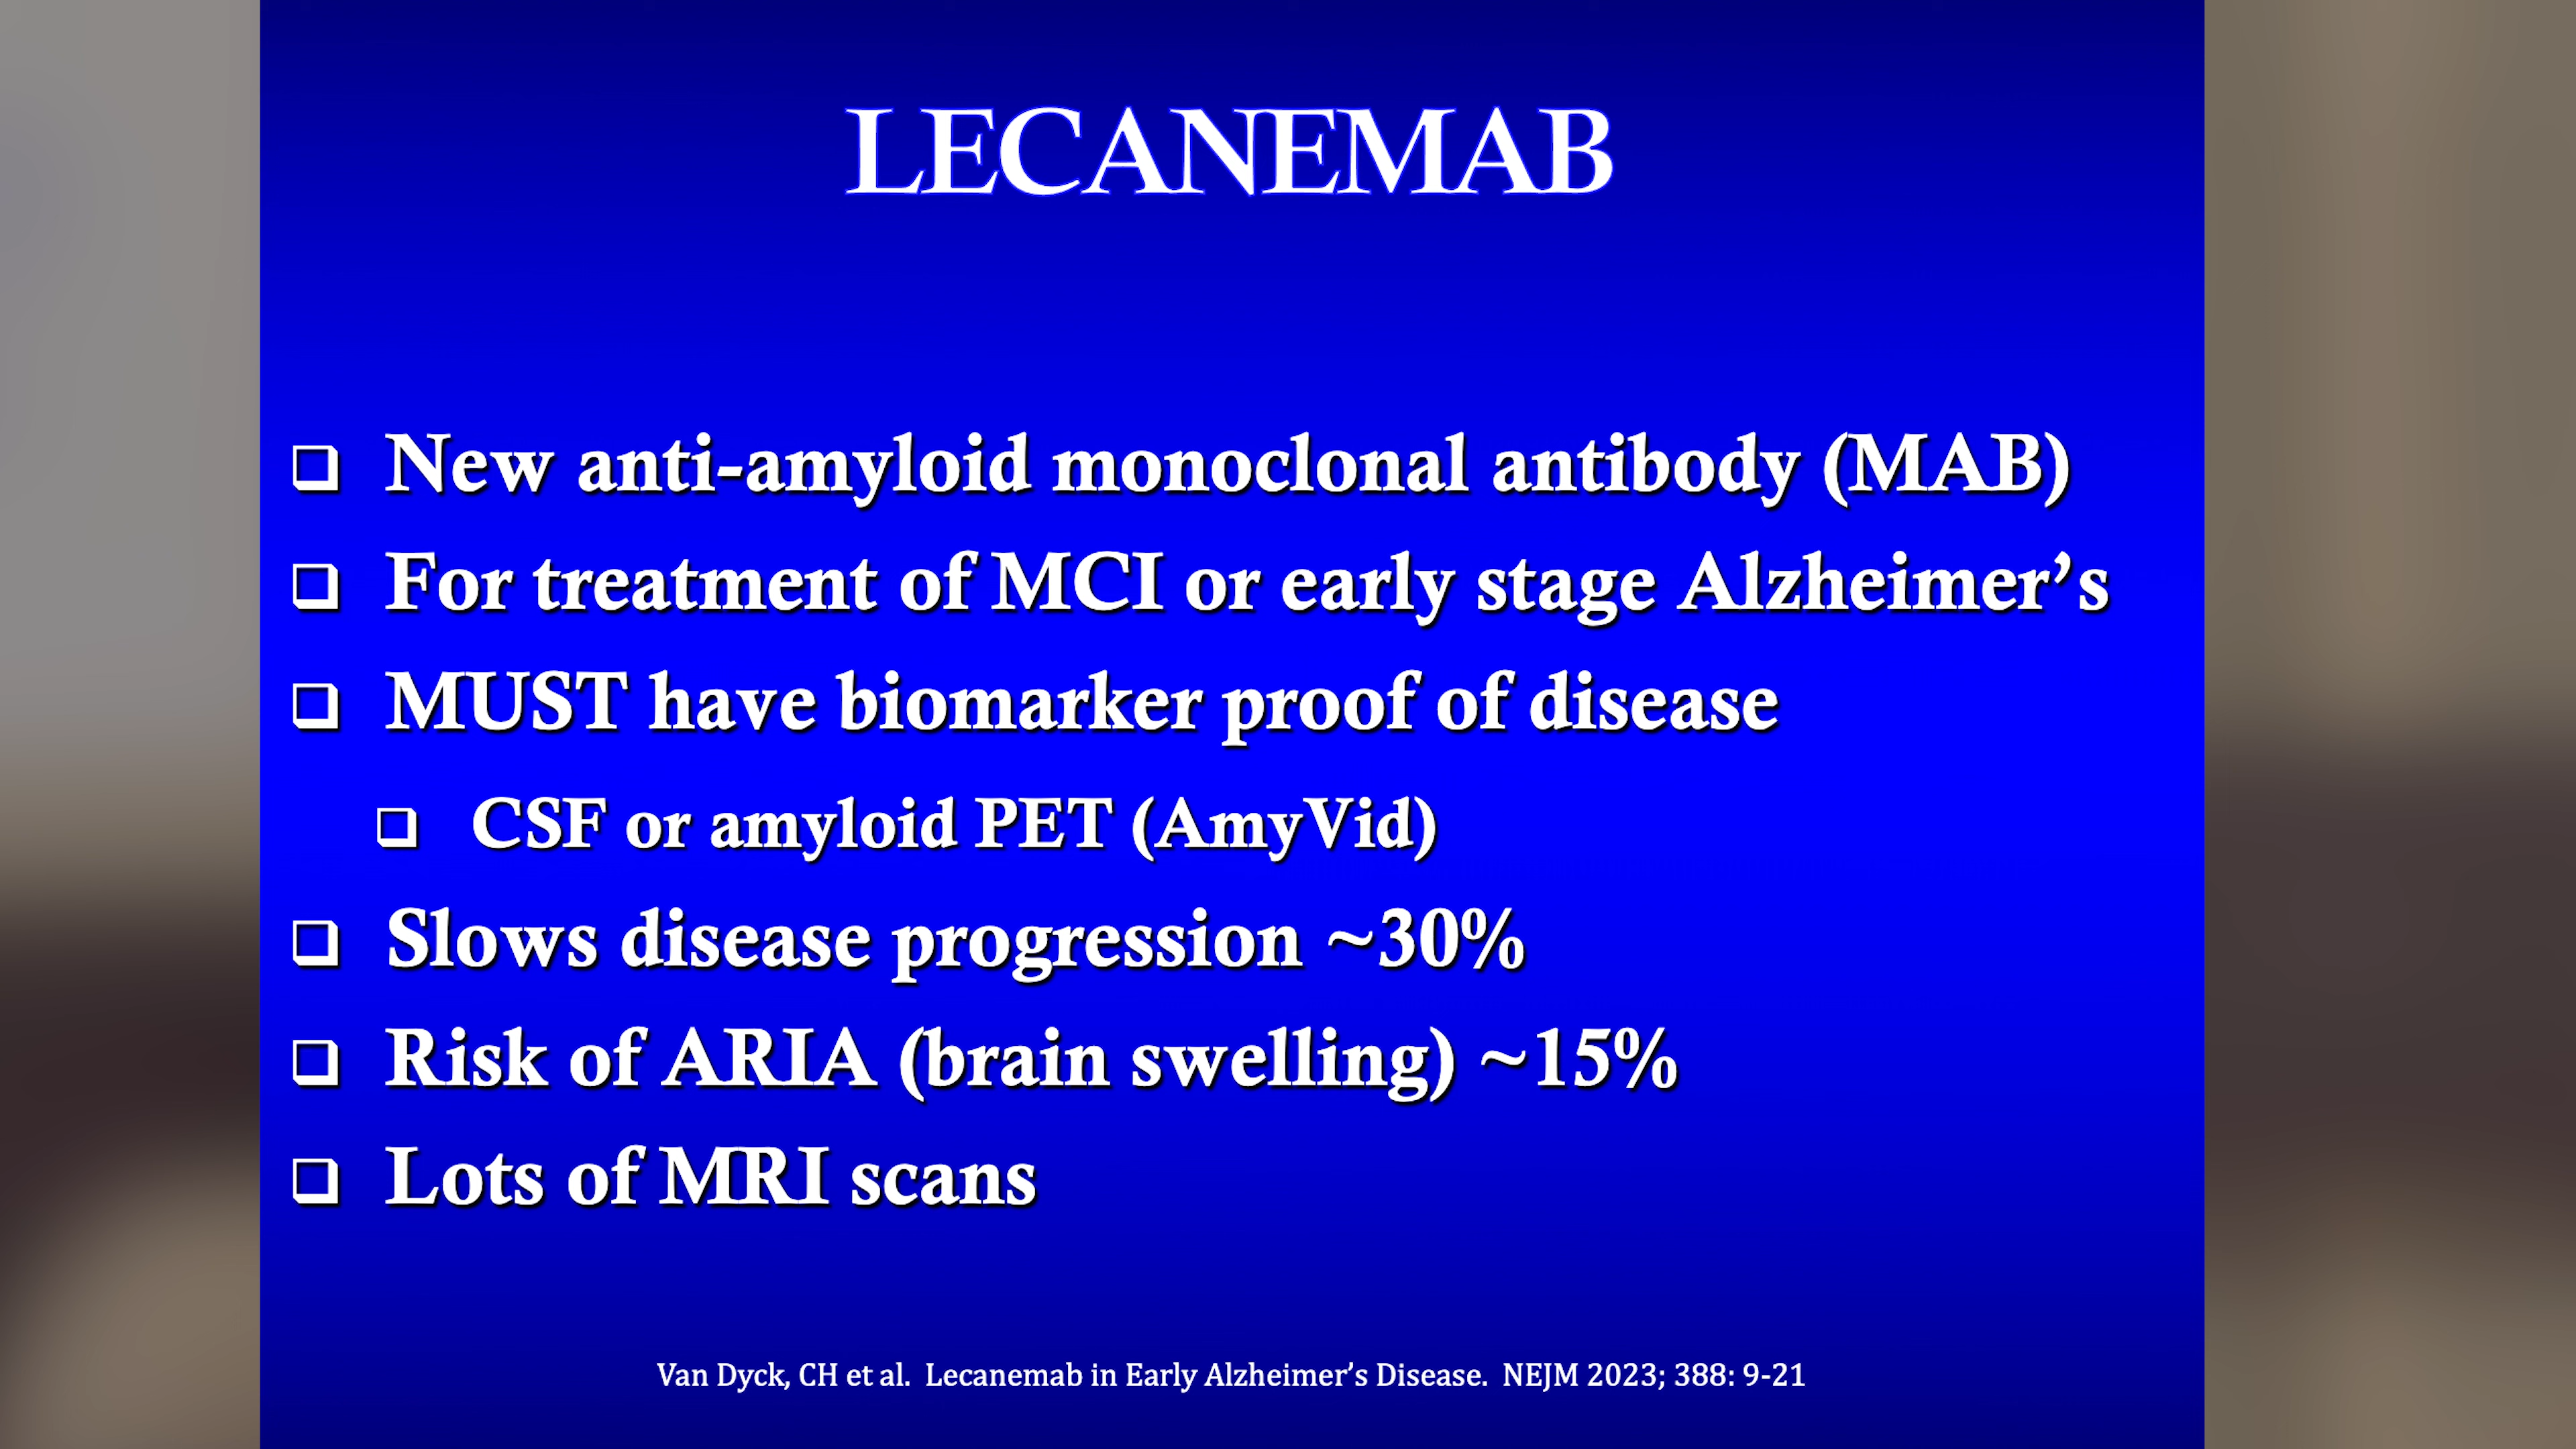 LECANEMAB
❑ New anti-amyloid monoclonal antibody (MAB)
❑ For treatment of MCI or early stage Alzheimer’s
❑ MUST have biomarker proof of disease
❑ CSF or amyloid PET (AmyVid)
❑ Slows disease progression ~30%
❑ Risk of ARIA (brain swelling) ~15%
❑ Lots of MRI scans
Van Dyck, CH et al. Lecanemab in Early Alzheimer’s Disease. NEJM 2023; 388: 9-21